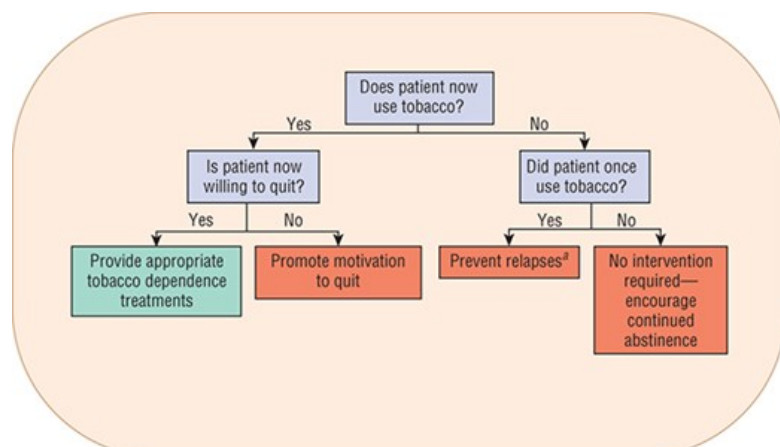 Does patient now
use tobacco?
Yes
No
Is patient now
willing to quit?
Did patient once
use tobacco?
Yes
No
Yes
No
Provide appropriate
tobacco dependence
treatments
Promote motivation
to quit
Prevent relapsesᵃ
No intervention
required—
encourage
continued
abstinence